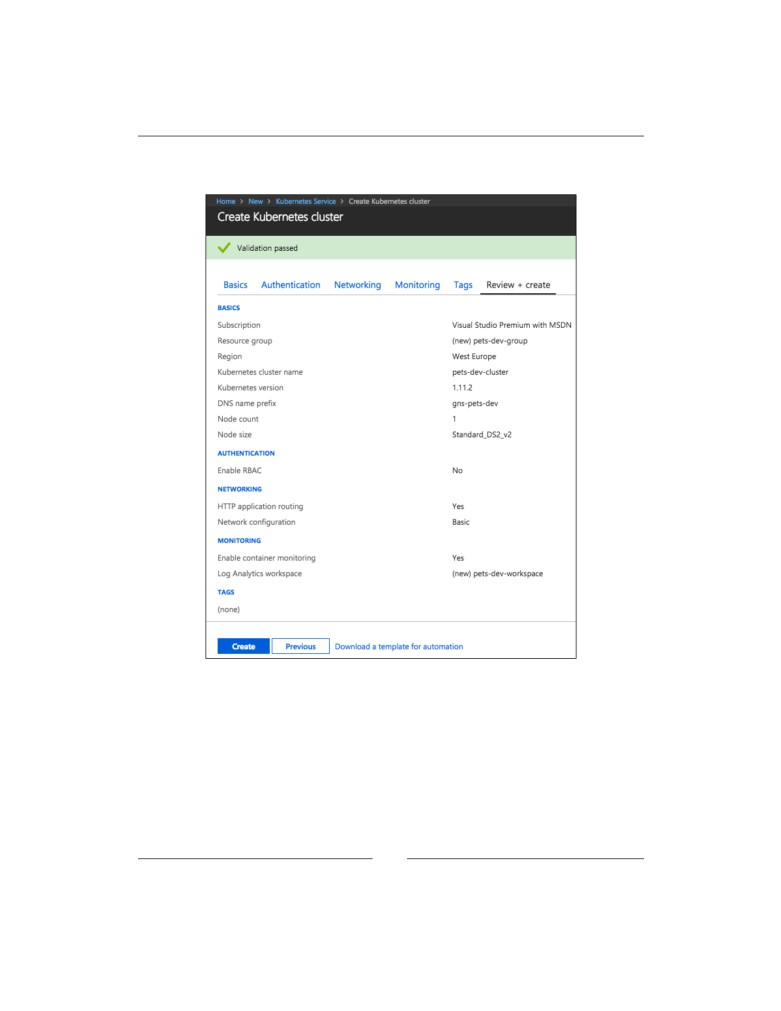 Home > New > Kubernetes Service > Create Kubernetes cluster
Create Kubernetes cluster
Validation passed
Basics Authentication Networking Monitoring Tags Review + create
BASICS
Subscription Visual Studio Premium with MSDN
Resource group (new) pets-dev-group
Region West Europe
Kubernetes cluster name pets-dev-cluster
Kubernetes version 1.11.2
DNS name prefix gns-pets-dev
Node count 1
Node size Standard_DS2_v2
AUTHENTICATION
Enable RBAC No
NETWORKING
HTTP application routing Yes
Network configuration Basic
MONITORING
Enable container monitoring Yes
Log Analytics workspace (new) pets-dev-workspace
TAGS
(none)
Create Previous Download a template for automation